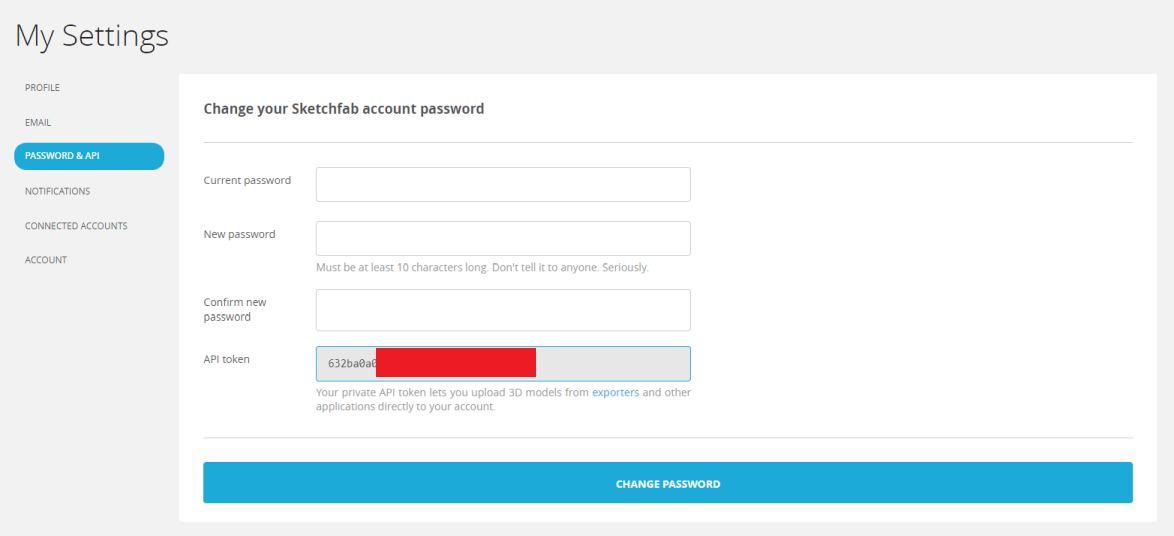 My Settings
PROFILE
EMAIL
PASSWORD & API
NOTIFICATIONS
CONNECTED ACCOUNTS
ACCOUNT
Change your Sketchfab account password
Current password
New password
Must be at least 10 characters long. Don't tell it to anyone. Seriously.
Confirm new
password
API token
632ba0a0
Your private API token lets you upload 3D models from exporters and other
applications directly to your account.
CHANGE PASSWORD